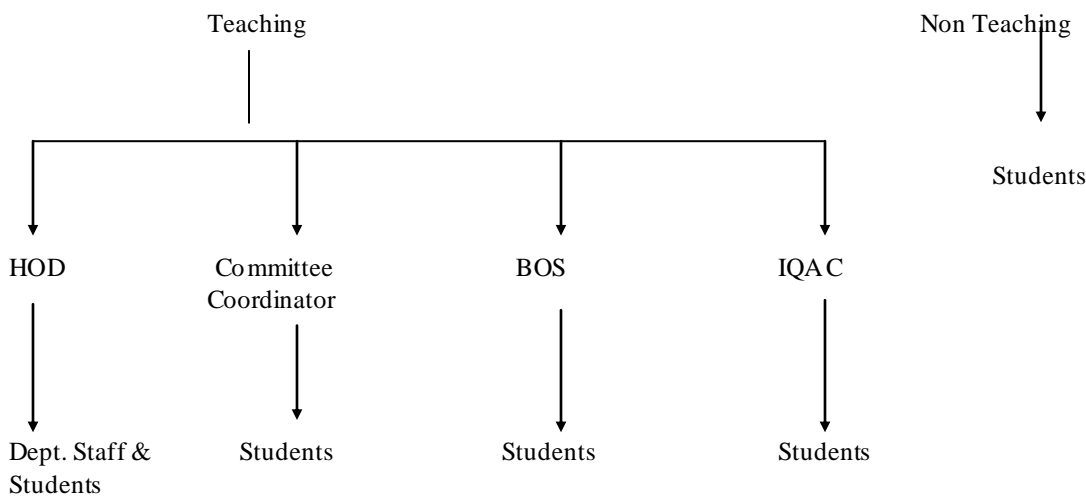 Teaching
Non Teaching
Students
HOD
Committee
Coordinator
BOS
IQAC
Dept. Staff &
Students
Students
Students
Students